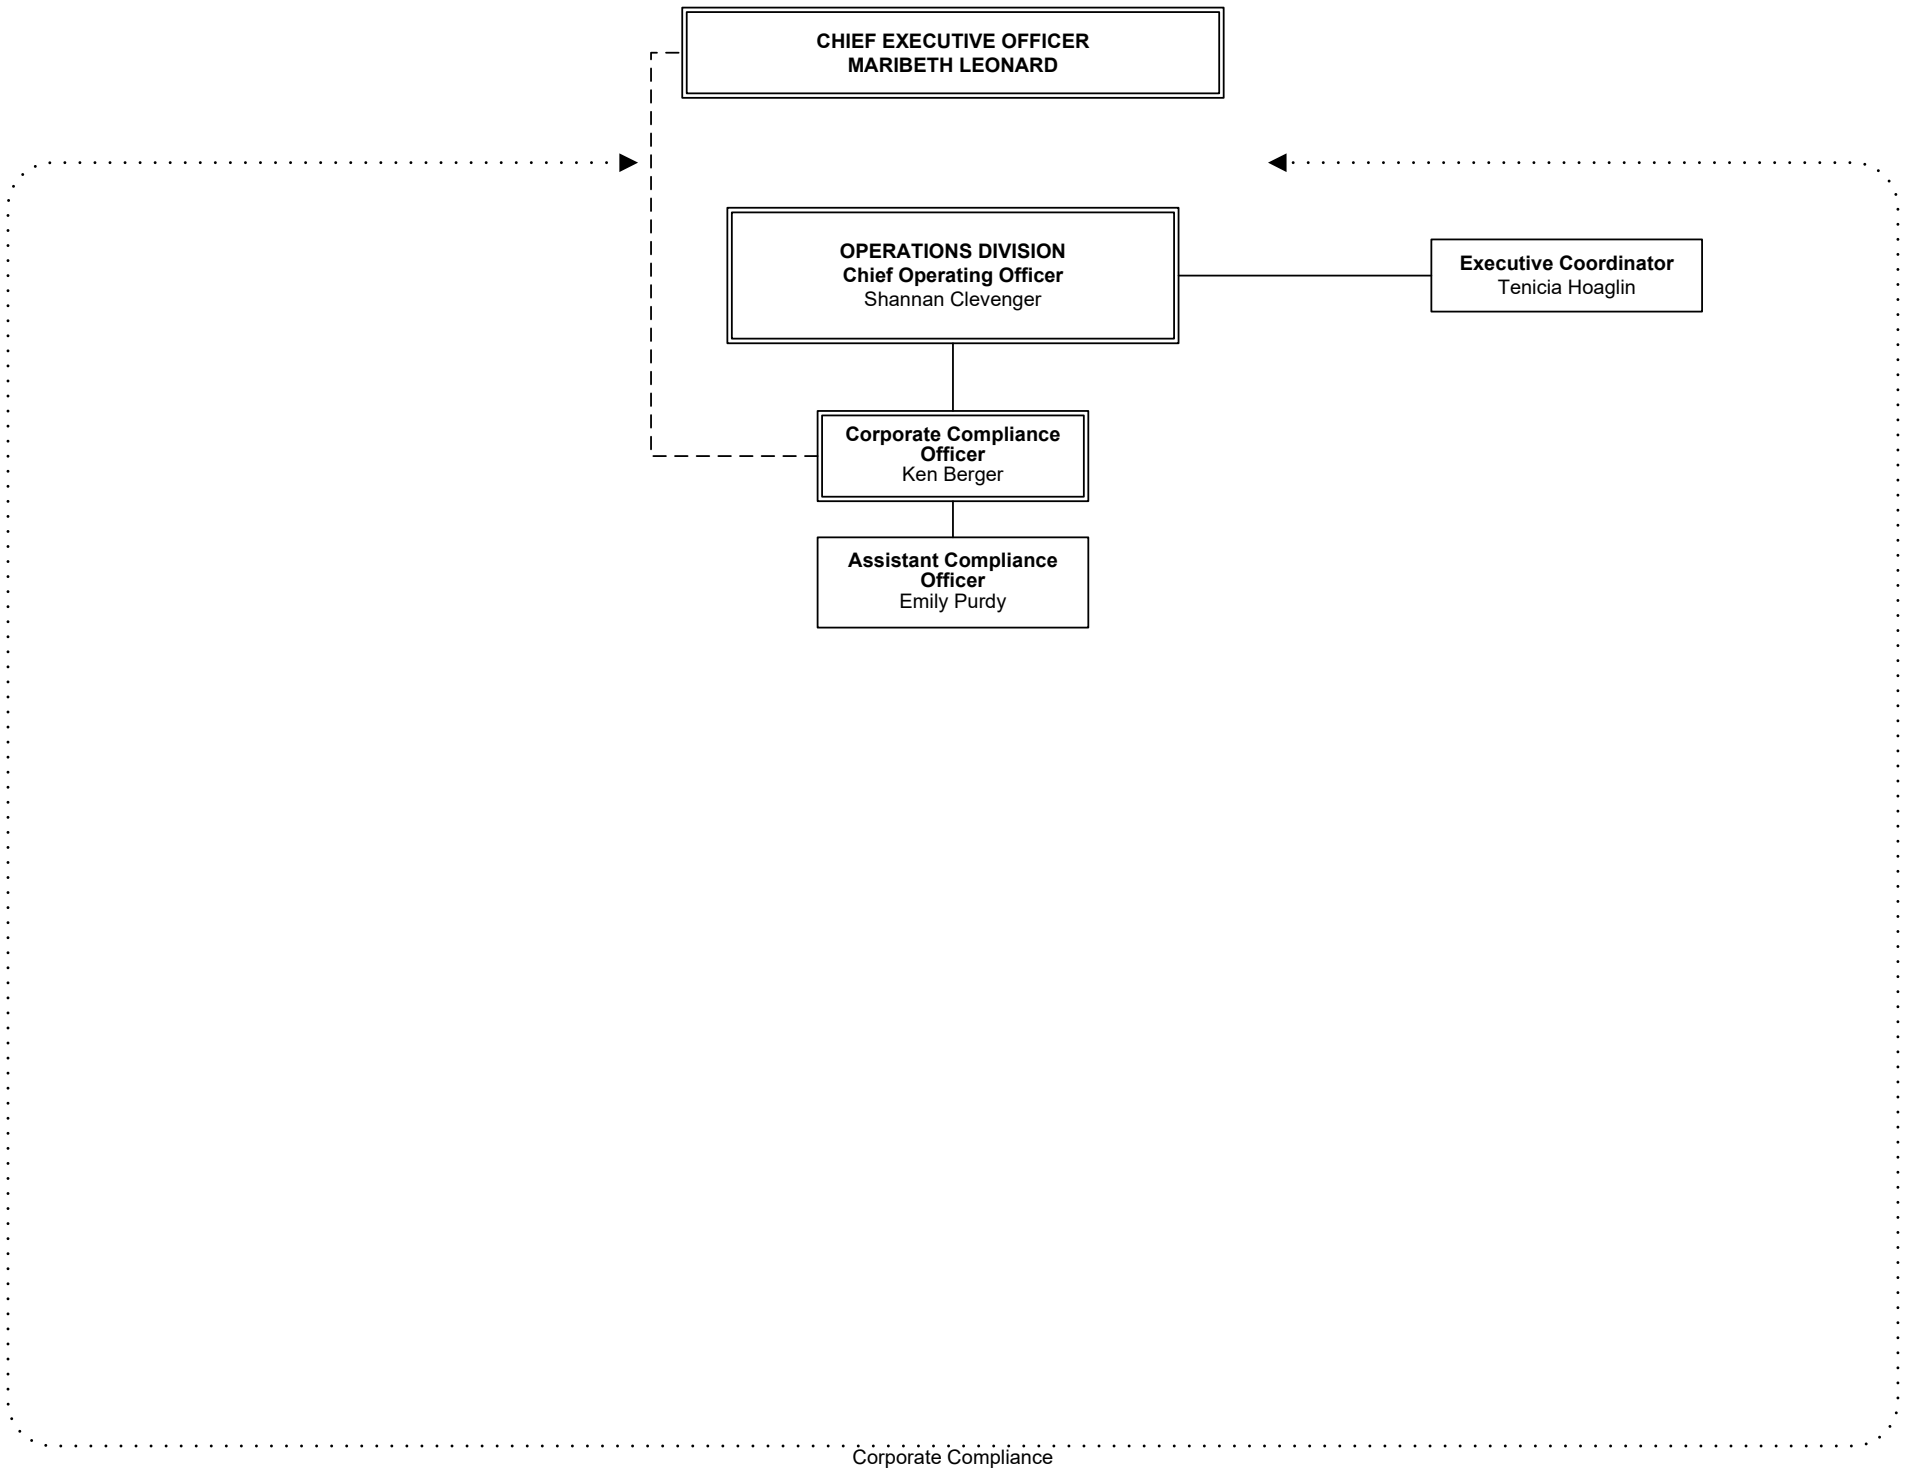 CHIEF EXECUTIVE OFFICER
MARIBETH LEONARD
OPERATIONS DIVISION
Chief Operating Officer
Shannan Clevenger
Executive Coordinator
Tenicia Hoaglin
Corporate Compliance
Officer
Ken Berger
Assistant Compliance
Officer
Emily Purdy
Corporate Compliance